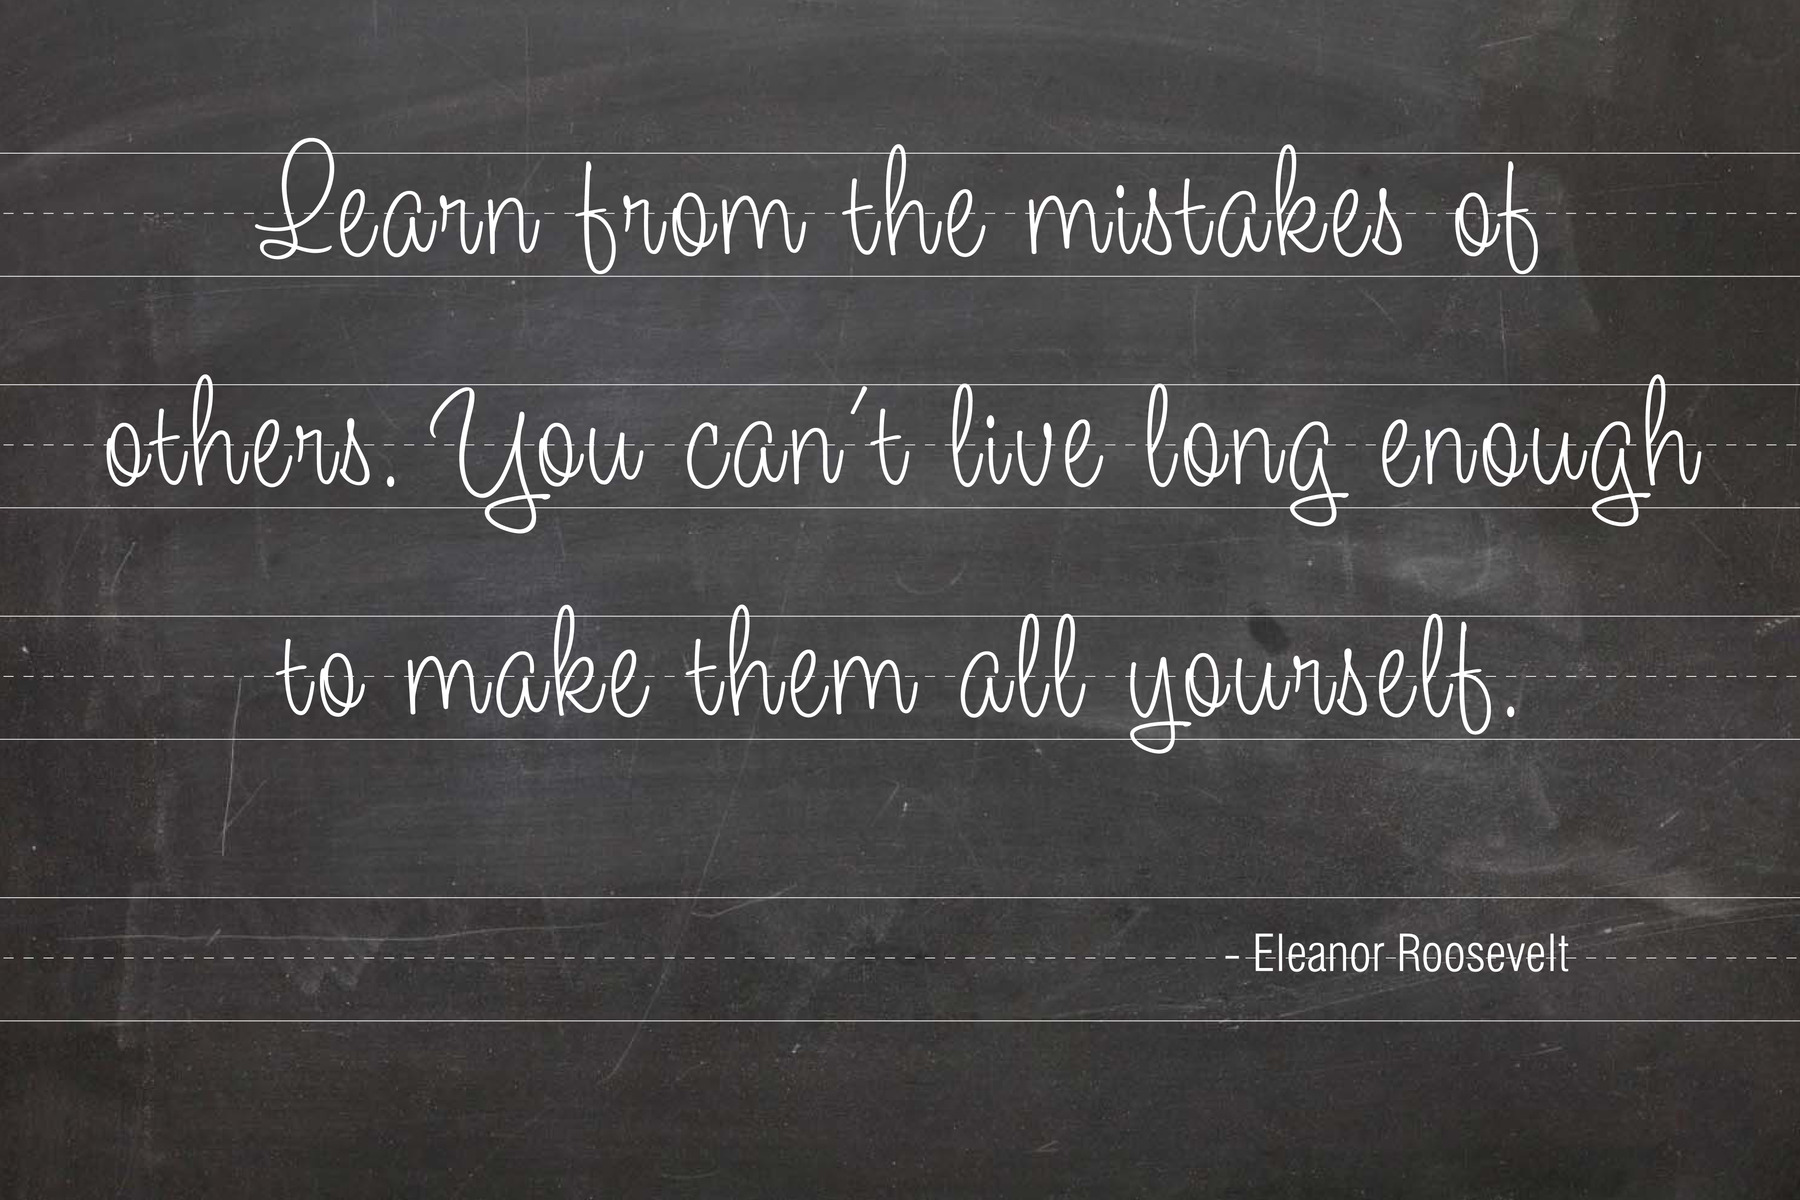 Learn from the mistakes of
others. You can't live long enough
to make them all yourself.
- Eleanor Roosevelt